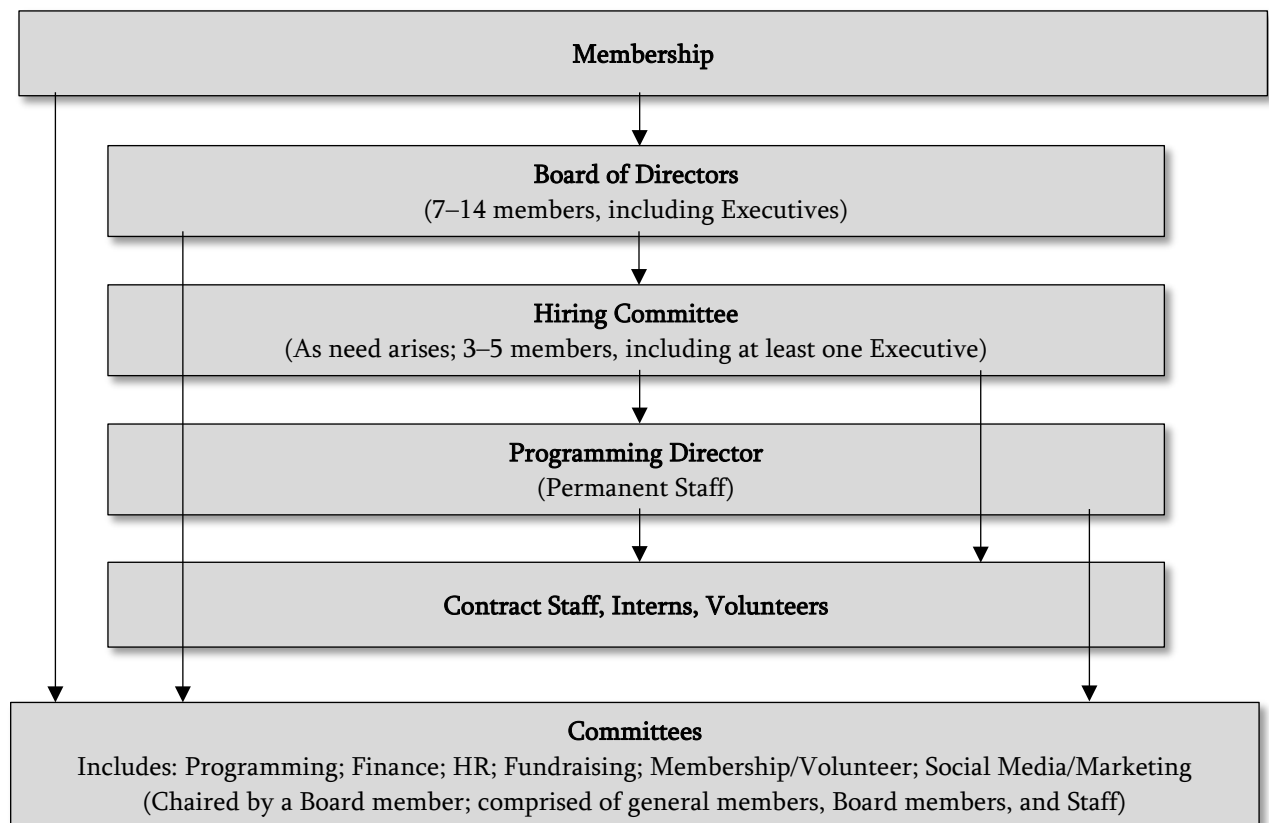 Membership
Board of Directors
(7–14 members, including Executives)
Hiring Committee
(As need arises; 3–5 members, including at least one Executive)
Programming Director
(Permanent Staff)
Contract Staff, Interns, Volunteers
Committees
Includes: Programming; Finance; HR; Fundraising; Membership/Volunteer; Social Media/Marketing
(Chaired by a Board member; comprised of general members, Board members, and Staff)